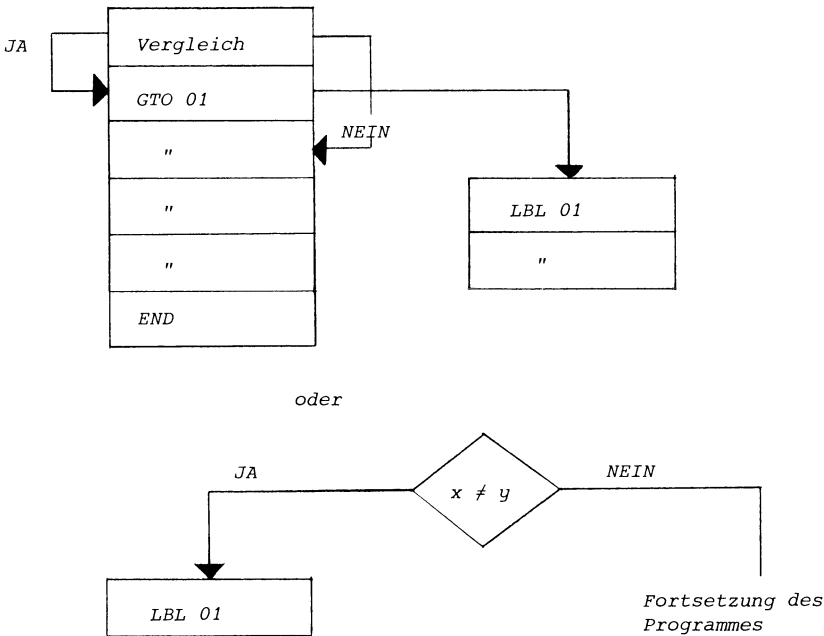 JA
Vergleich
GTO 01
NEIN
"
"
"
END
LBL 01
"
oder
JA
x ≠ y
NEIN
LBL 01
Fortsetzung des
Programmes